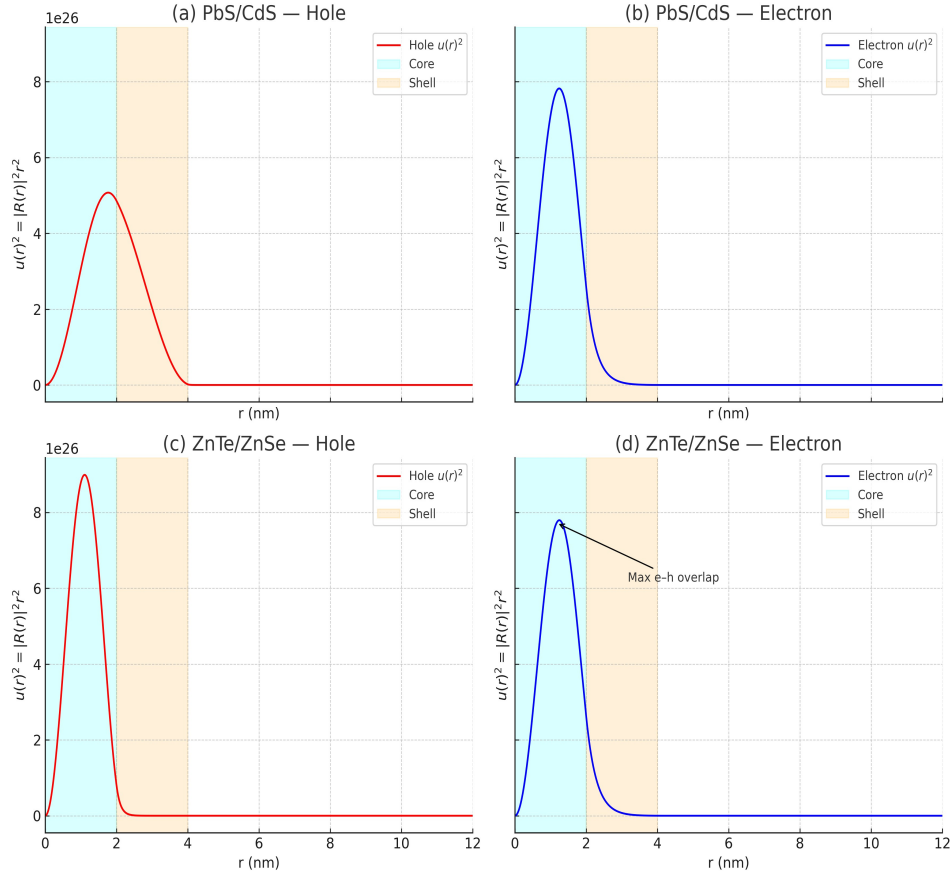 (a) PbS/CdS — Hole
1e26
Hole u(r)²
Core
Shell
8
6
4
2
0
u(r)² = |R(r)|²r²
r (nm)
(b) PbS/CdS — Electron
Electron u(r)²
Core
Shell
u(r)² = |R(r)|²r²
r (nm)
(c) ZnTe/ZnSe — Hole
1e26
Hole u(r)²
Core
Shell
8
6
4
2
0
u(r)² = |R(r)|²r²
0 2 4 6 8 10 12
r (nm)
(d) ZnTe/ZnSe — Electron
Electron u(r)²
Core
Shell
Max e–h overlap
u(r)² = |R(r)|²r²
0 2 4 6 8 10 12
r (nm)